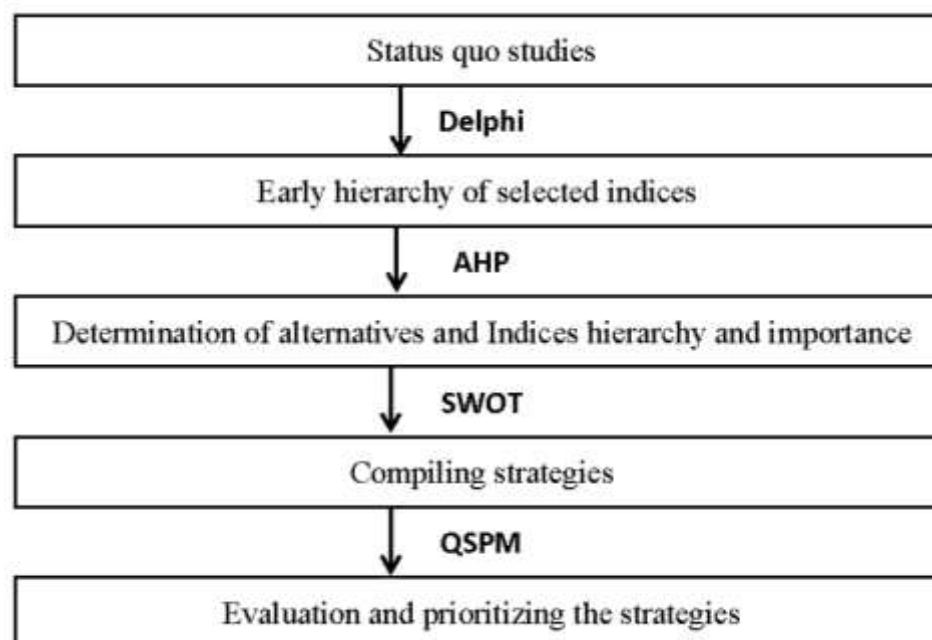 Status quo studies
Delphi
Early hierarchy of selected indices
AHP
Determination of alternatives and Indices hierarchy and importance
SWOT
Compiling strategies
QSPM
Evaluation and prioritizing the strategies